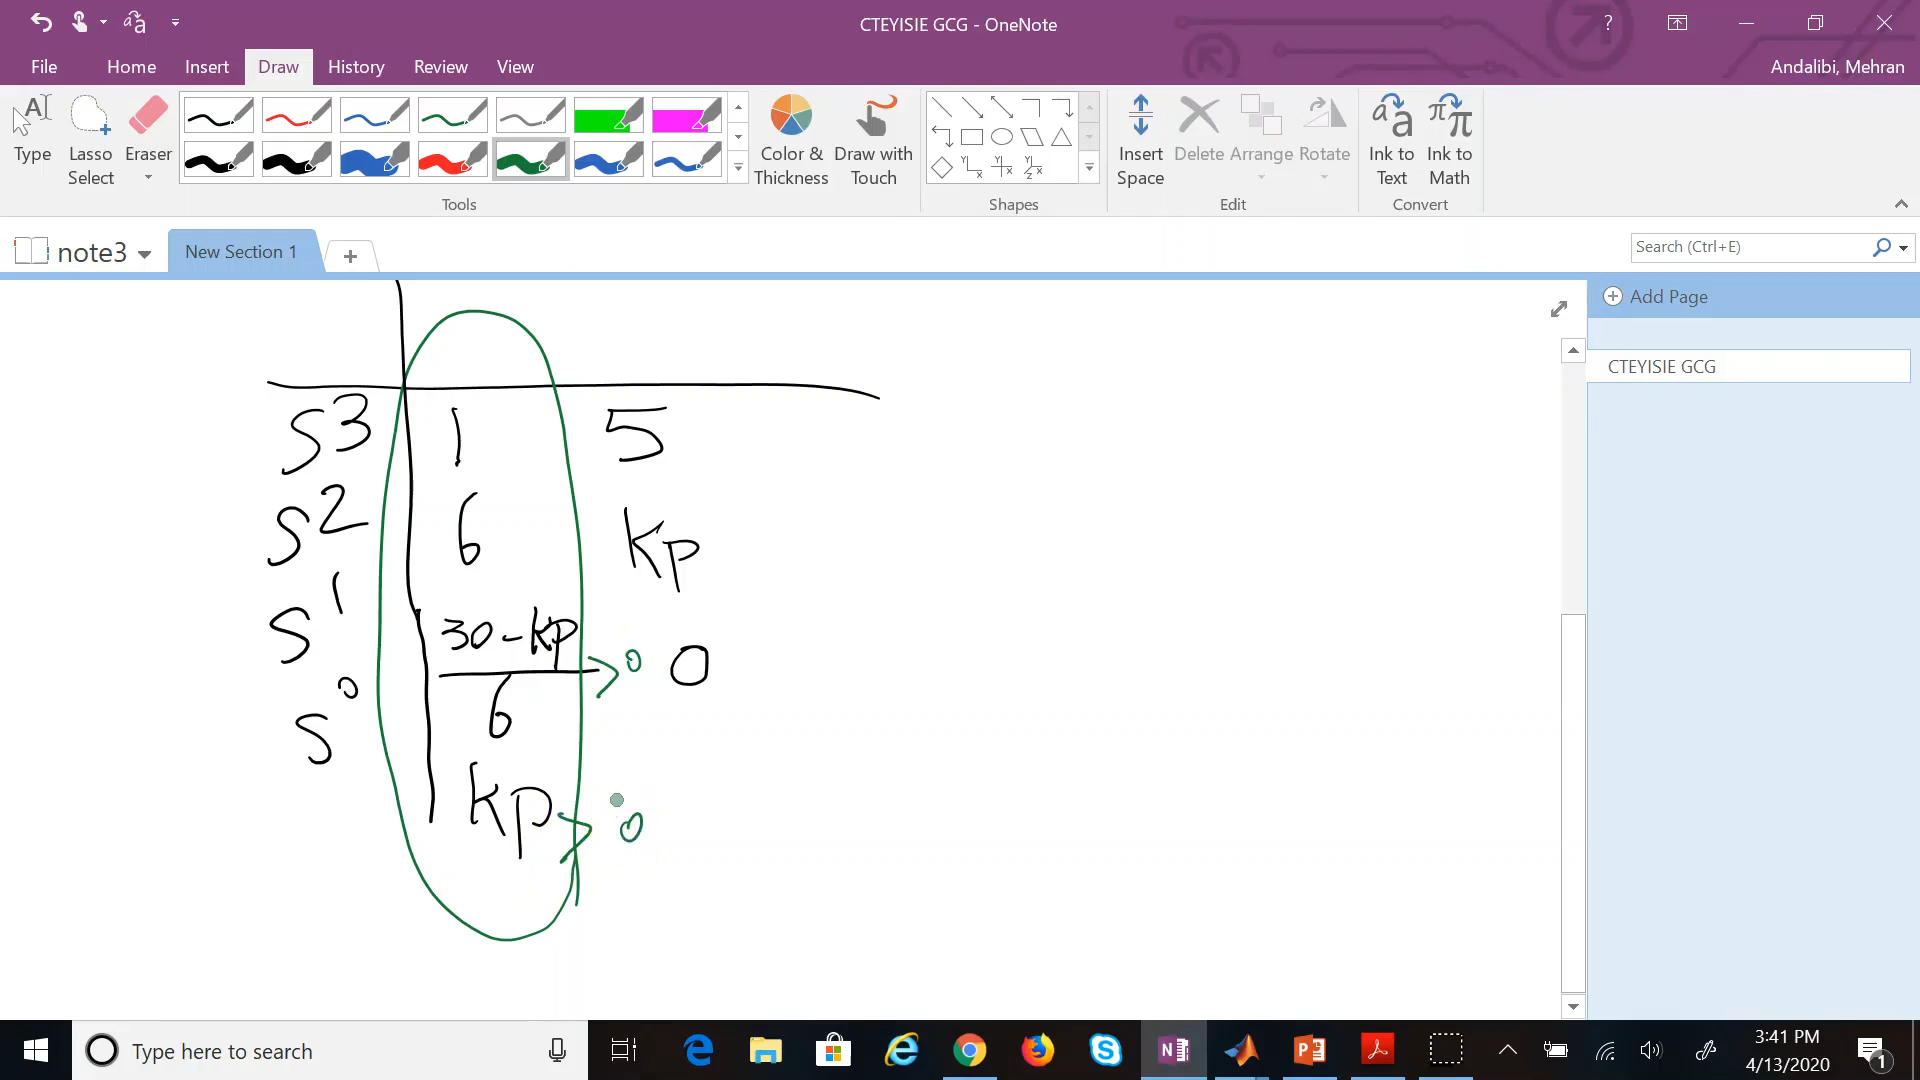 CTEYISIE GCG - OneNote
?
File
Home
Insert
Draw
History
Review
View
Andalibi, Mehran
Type
Lasso Select
Eraser
Color & Thickness
Draw with Touch
Insert Space
Delete
Arrange
Rotate
Ink to Text
Ink to Math
Tools
Shapes
Edit
Convert
note3
New Section 1
Search (Ctrl+E)
Add Page
CTEYISIE GCG
S3 1 5
S2 6 Kp
S1 30-Kp
6
>0 0
S0
Kp >0
Type here to search
3:41 PM
4/13/2020
1